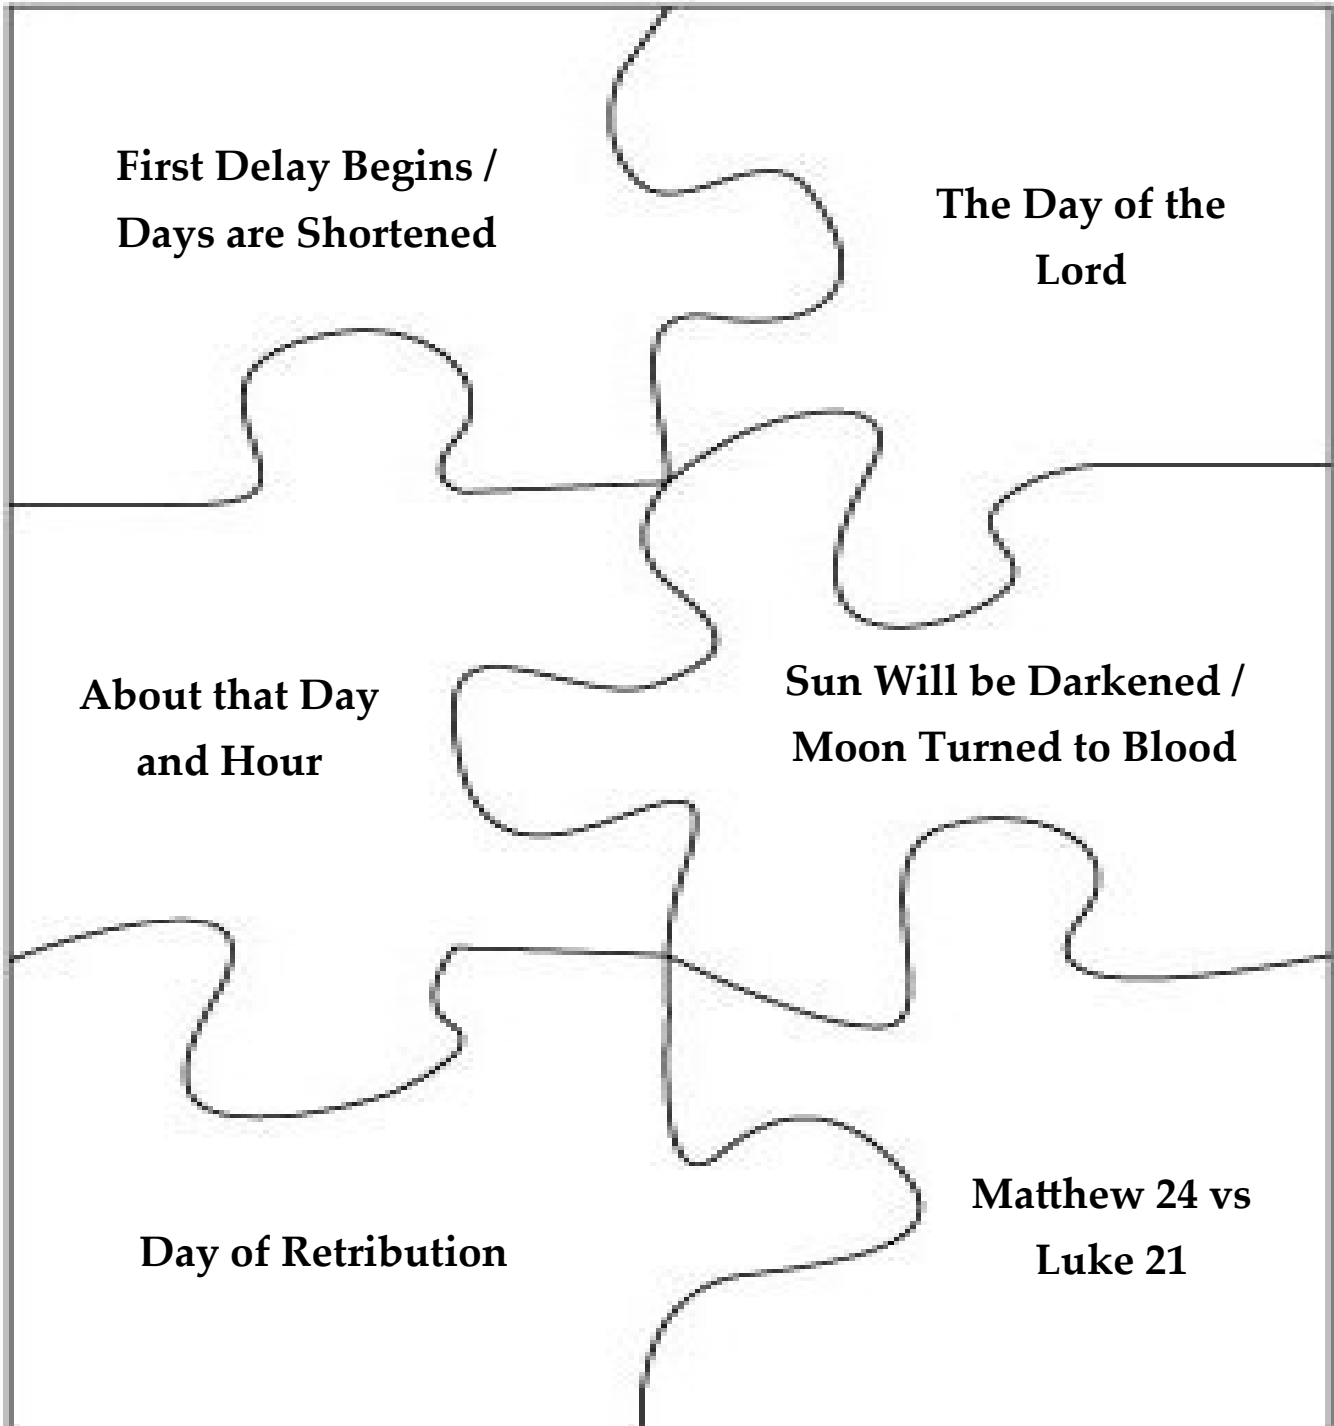 First Delay Begins /
Days are Shortened
The Day of the
Lord
About that Day
and Hour
Sun Will be Darkened /
Moon Turned to Blood
Day of Retribution
Matthew 24 vs
Luke 21